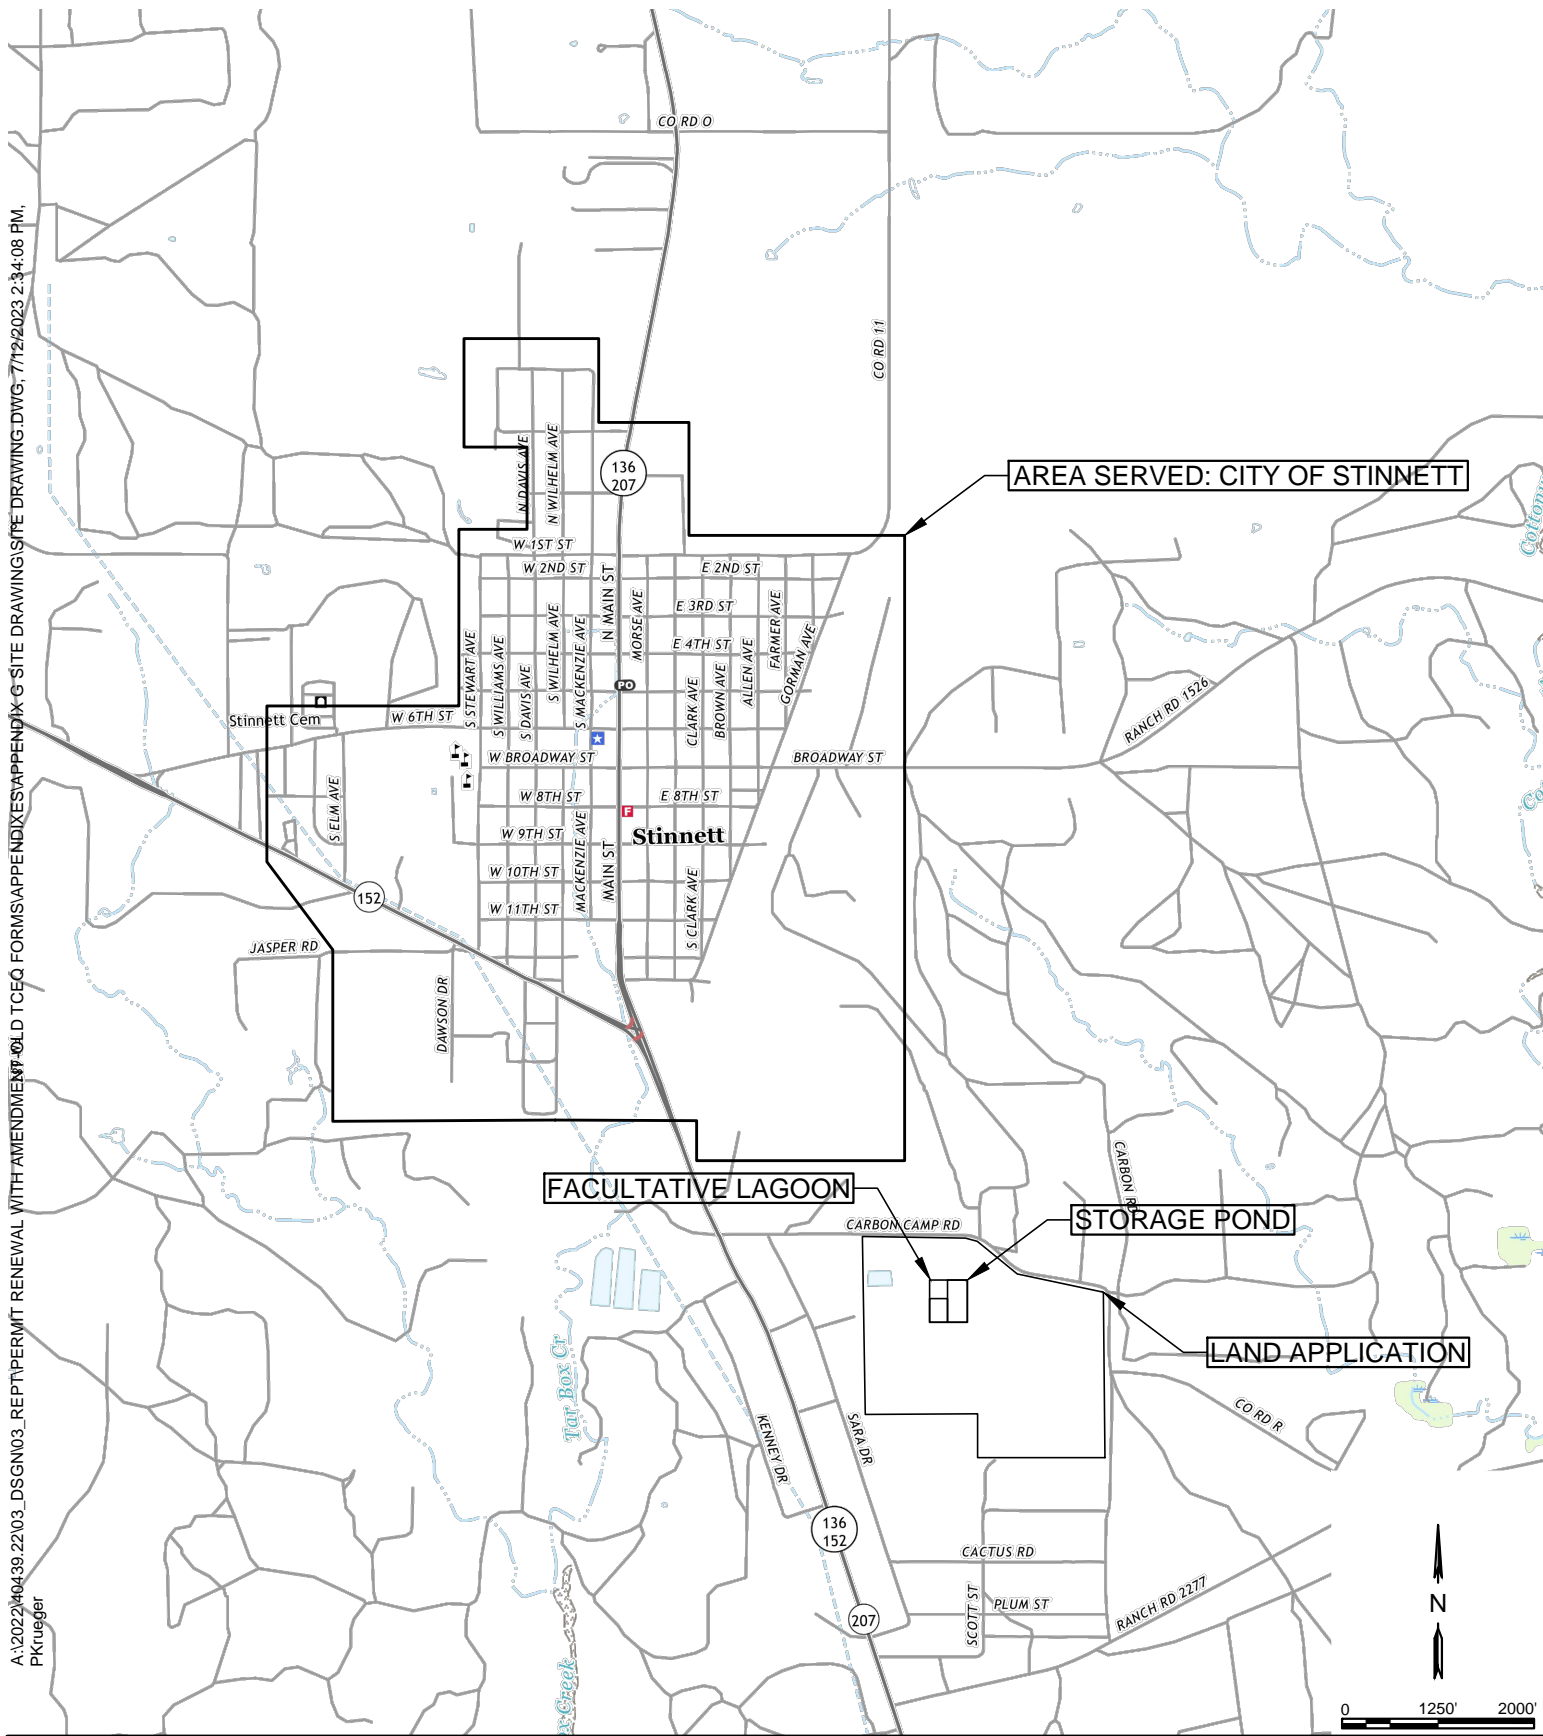 A:\2022\40439.22\03_DSGN\03_REPT\PERMIT RENEWAL WITH AMENDMENT\
OLD TCEQ FORMS\APPENDIXES\APPENDIX G SITE DRAWING\SITE DRAWING.DWG, 7/12/2023 2:34:08 PM,
PKrueger
CO RD O
CO RD 11
136
207
AREA SERVED: CITY OF STINNETT
N DAVIS AVE
N WILHELM AVE
W 1ST ST
W 2ND ST
E 2ND ST
N MAIN ST
E 3RD ST
MORSE AVE
FARMER AVE
S STEWART AVE
S WILLIAMS AVE
S DAVIS AVE
S WILHELM AVE
S MACKENZIE AVE
E 4TH ST
ALLEN AVE
GORMAN AVE
PO
CLARK AVE
BROWN AVE
RANCH RD 1526
Stinnett Cem
W 6TH ST
W BROADWAY ST
BROADWAY ST
S ELM AVE
W 8TH ST
E 8TH ST
F
Stinnett
W 9TH ST
MACKENZIE AVE
MAIN ST
W 10TH ST
152
W 11TH ST
S CLARK AVE
JASPER RD
DAWSON DR
CARBON RD
FACULTATIVE LAGOON
STORAGE POND
CARBON CAMP RD
LAND APPLICATION
Tar Box Cr
KENNEY DR
SARA DR
CO RD R
136
152
CACTUS RD
SCOTT ST
PLUM ST
RANCH RD 2277
207
Creek
N
0 1250' 2000'